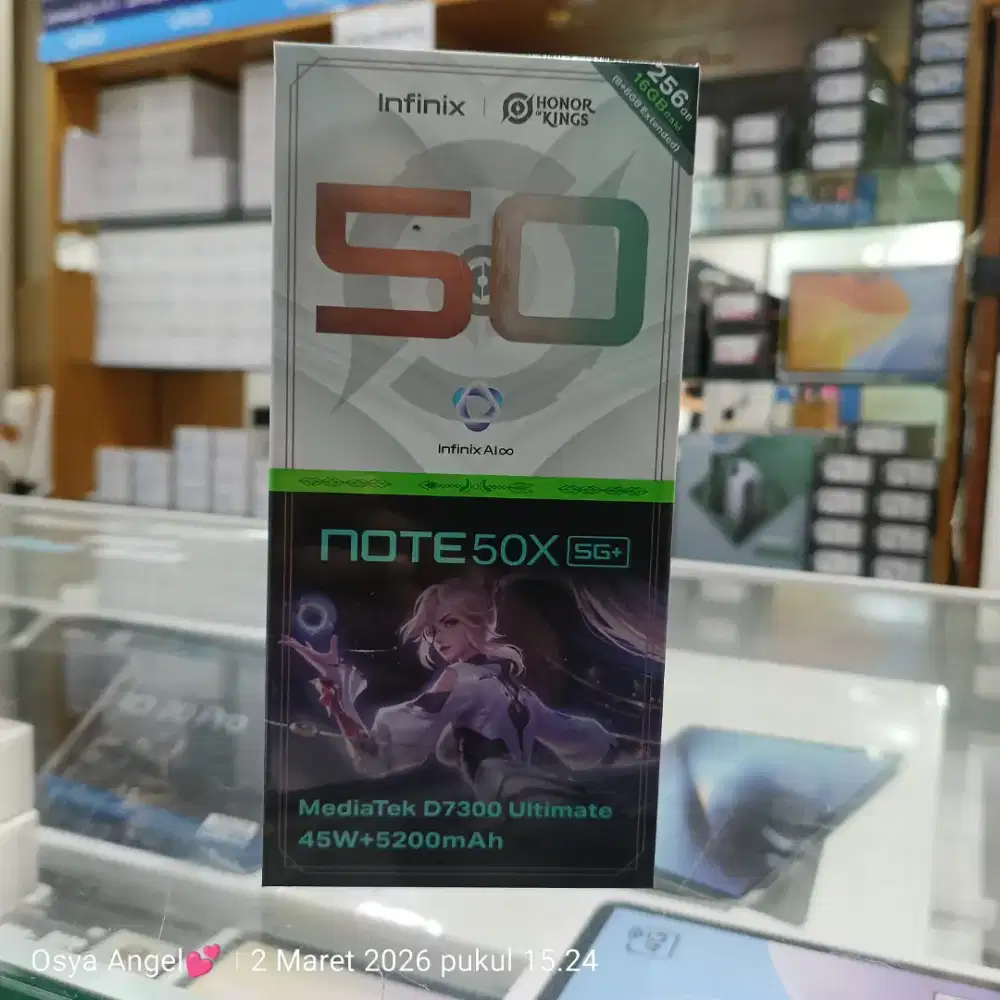 Infinix | HONOR OF KINGS
256GB
16GB RAM
(8+8GB Extended)
50
Infinix AI∞
NOTE 50X 5G+
MediaTek D7300 Ultimate
45W+5200mAh
Osya Angel💕 | 2 Maret 2026 pukul 15.24